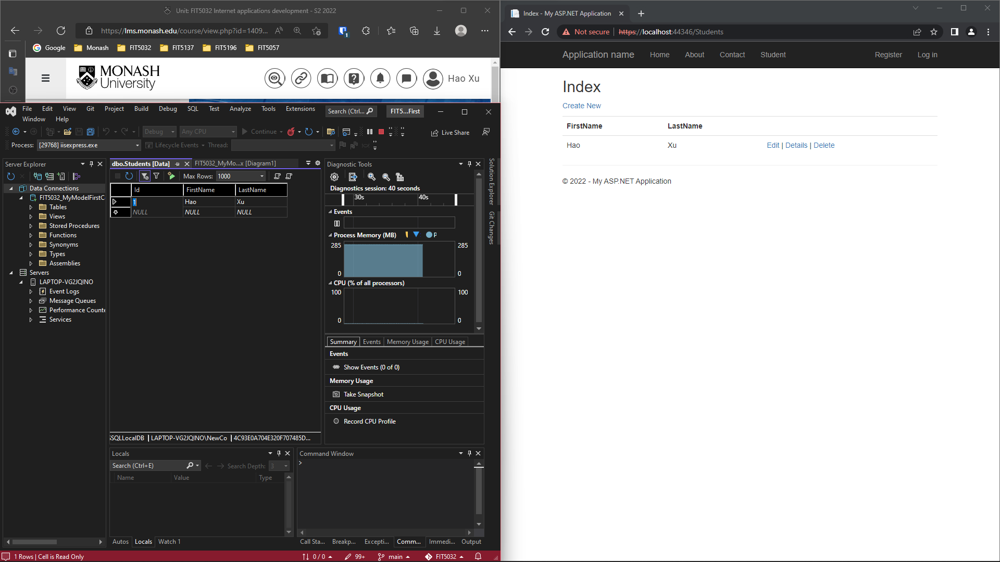 Unit: FIT5032 Internet applications development - S2 2022
https://lms.monash.edu/course/view.php?id=1409...
Google Monash FIT5032 FIT5137 FIT5196 FIT5057
MONASH University
Hao Xu
File Edit View Git Project Build Debug SQL Test Analyze Tools Extensions
Window Help
Search (Ctrl...
FIT5...First
Debug Any CPU Continue
Live Share
Process: [29768] iisexpress.exe Lifecycle Events Thread:
Server Explorer
Data Connections
FIT5032_MyModelFirstC
Tables
Views
Stored Procedures
Functions
Synonyms
Types
Assemblies
Servers
LAPTOP-VG2JQINO
Event Logs
Message Queues
Performance Counte
Services
dbo.Students [Data] FIT5032_MyMo...x [Diagram1]
Max Rows: 1000
Id FirstName LastName
1 Hao Xu
NULL NULL NULL
SSQLLocalDB LAPTOP-VG2JQINO\NewCo 4C93E0A704E320F707485D...
Diagnostic Tools
Diagnostics session: 40 seconds
30s 40s
Events
Process Memory (MB) P
285 285
0 0
CPU (% of all processors)
100 100
0 0
Summary Events Memory Usage CPU Usage
Events
Show Events (0 of 0)
Memory Usage
Take Snapshot
CPU Usage
Record CPU Profile
Solution Explorer
Git Changes
Locals
Search (Ctrl+E) Search Depth: 3
Name Value Type
Autos Locals Watch 1
Command Window
>
Call Sta... Breakp... Excepti... Comm... Immedi... Output
1 Rows | Cell is Read Only
0 / 0 99+ main FIT5032
Index - My ASP.NET Application
Not secure https://localhost:44346/Students
Application name Home About Contact Student Register Log in
Index
Create New
FirstName LastName
Hao Xu Edit | Details | Delete
© 2022 - My ASP.NET Application